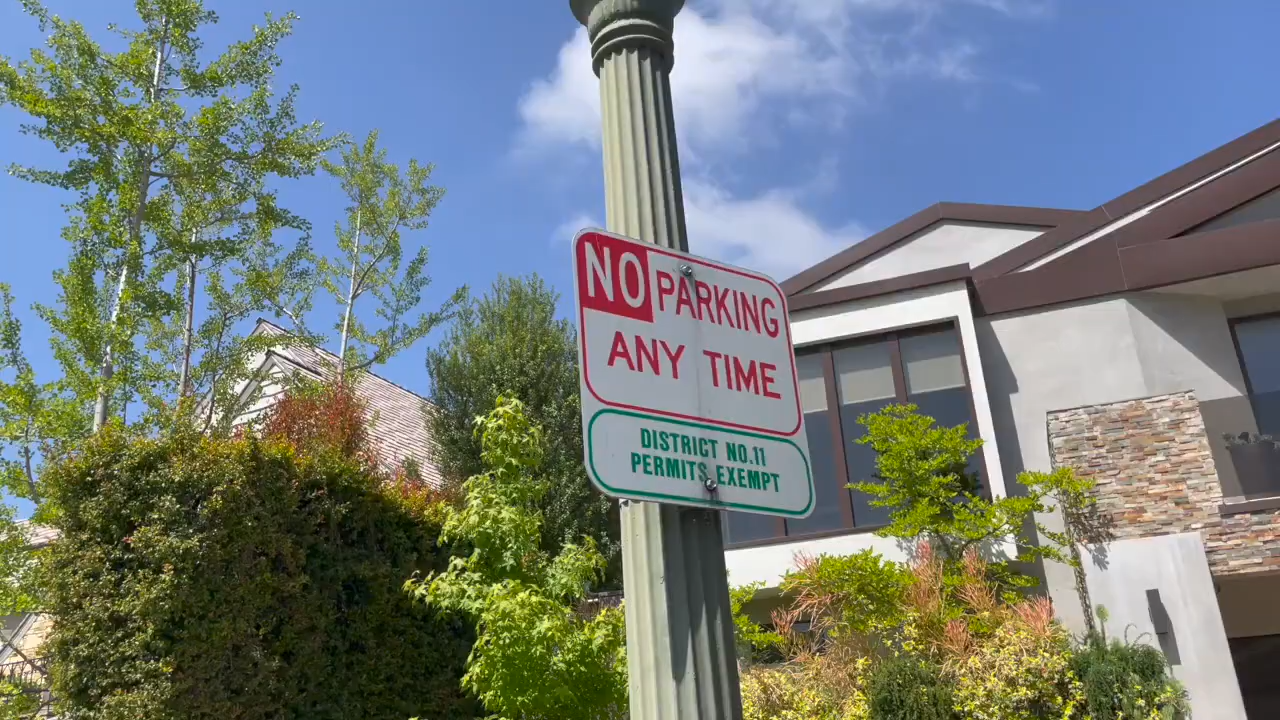 NO PARKING
ANY TIME
DISTRICT NO.11
PERMITS EXEMPT